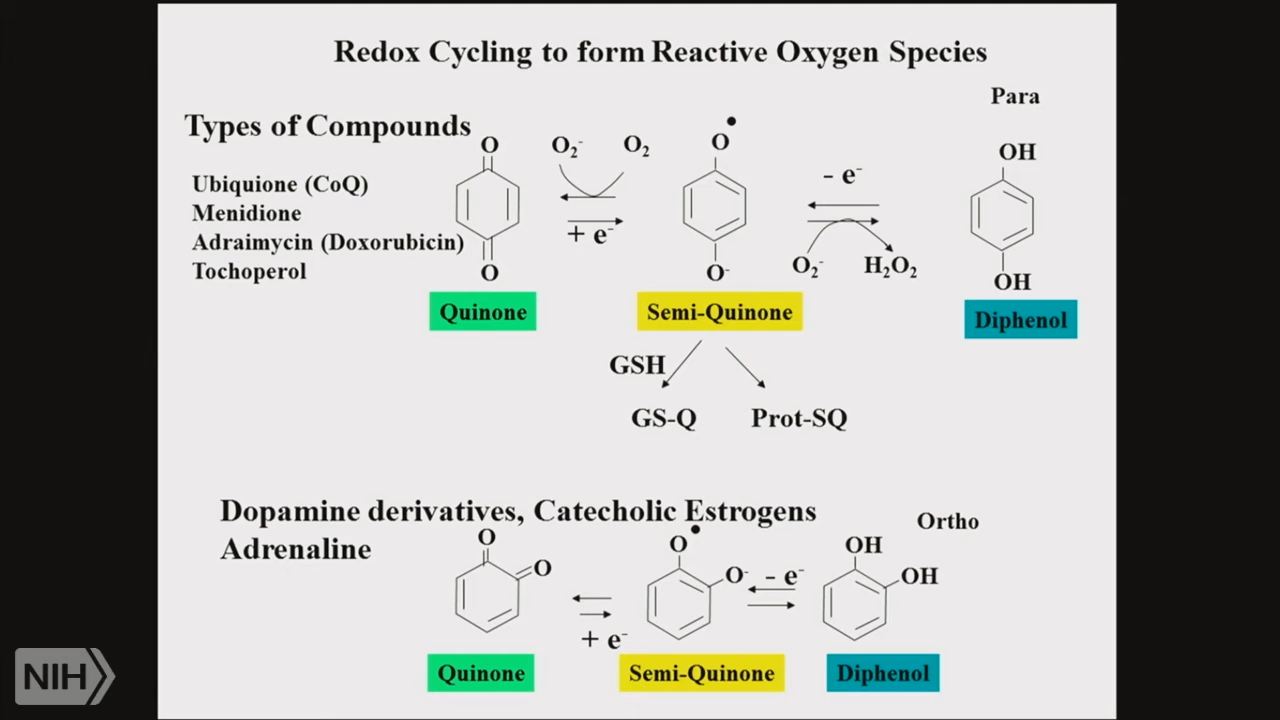 Redox Cycling to form Reactive Oxygen Species
Para
Types of Compounds
Ubiquione (CoQ)
Menidione
Adraimycin (Doxorubicin)
Tochoperol
O
O
O₂⁻ O₂
+ e⁻
O•
O⁻
- e⁻
O₂⁻ H₂O₂
OH
OH
Quinone
Semi-Quinone
Diphenol
GSH
GS-Q Prot-SQ
Dopamine derivatives, Catecholic Estrogens
Adrenaline
Ortho
O
O
+ e⁻
O•
O⁻
- e⁻
OH
OH
Quinone
Semi-Quinone
Diphenol
NIH